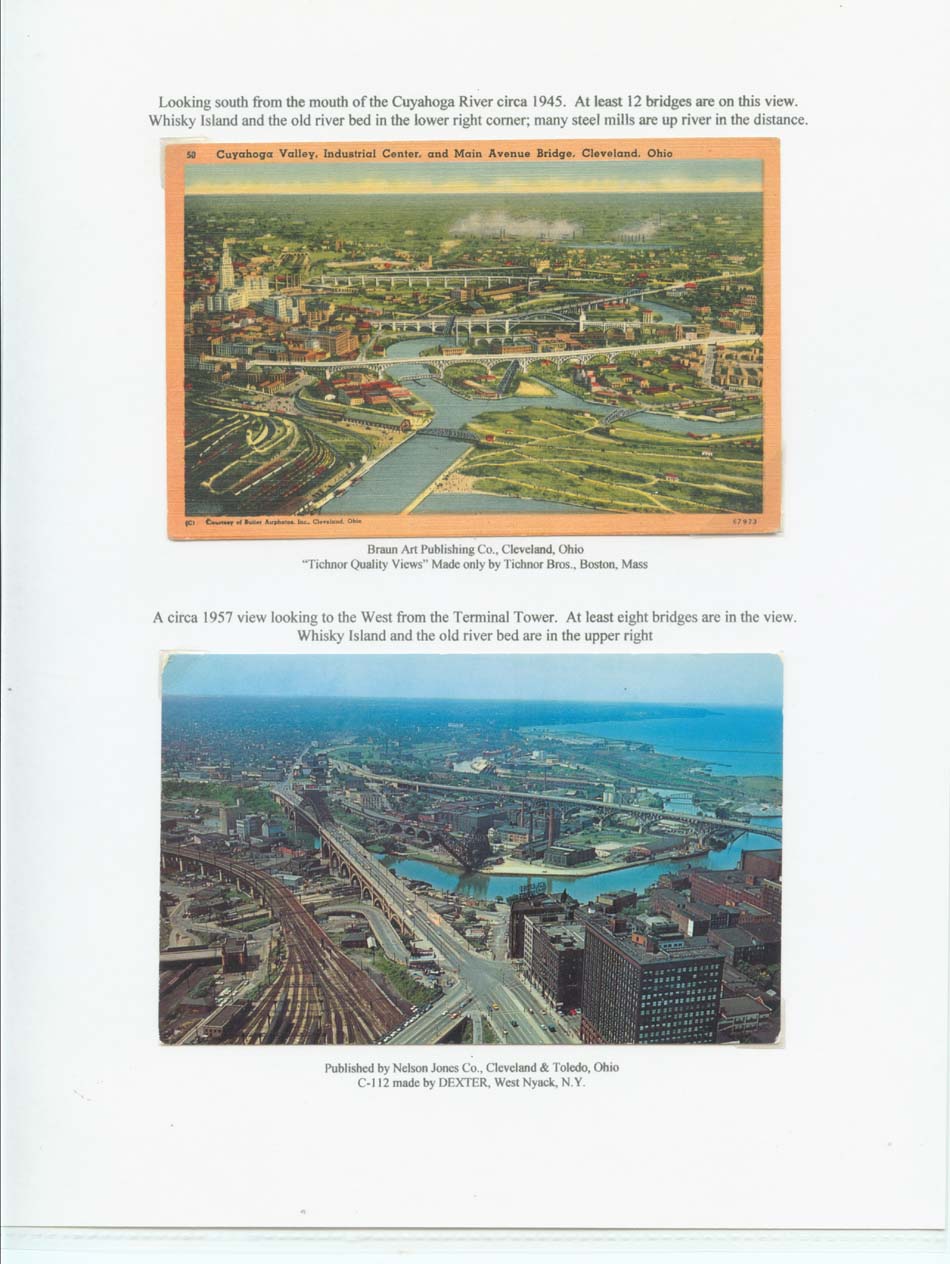 Looking south from the mouth of the Cuyahoga River circa 1945. At least 12 bridges are on this view.
Whisky Island and the old river bed in the lower right corner; many steel mills are up river in the distance.
50 Cuyahoga Valley, Industrial Center, and Main Avenue Bridge, Cleveland, Ohio
(C) Courtesy of Butler Airphotos, Inc., Cleveland, Ohio 67973
Braun Art Publishing Co., Cleveland, Ohio
“Tichnor Quality Views” Made only by Tichnor Bros., Boston, Mass
A circa 1957 view looking to the West from the Terminal Tower. At least eight bridges are in the view.
Whisky Island and the old river bed are in the upper right
Published by Nelson Jones Co., Cleveland & Toledo, Ohio
C-112 made by DEXTER, West Nyack, N.Y.